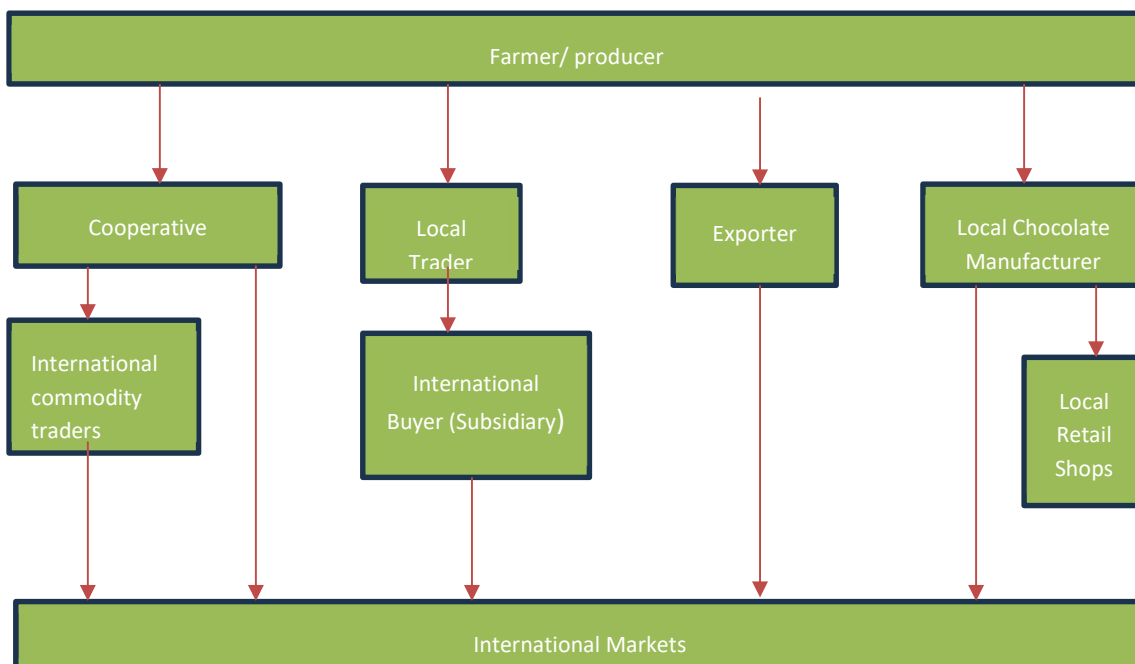 Farmer/ producer
Cooperative
Local
Trader
Exporter
Local Chocolate
Manufacturer
International
commodity
traders
International
Buyer (Subsidiary)
Local
Retail
Shops
International Markets